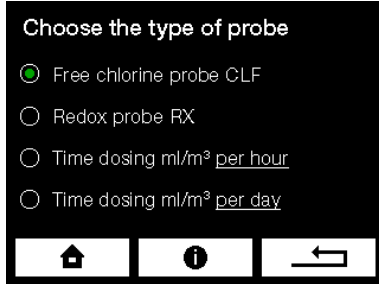 Choose the type of probe
Free chlorine probe CLF
Redox probe RX
Time dosing ml/m³ per hour
Time dosing ml/m³ per day